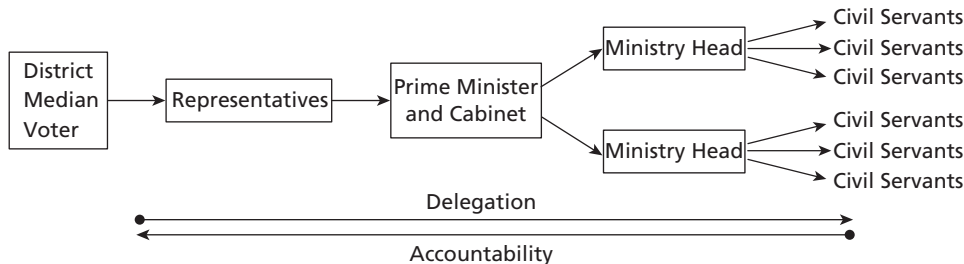 District
Median
Voter
Representatives
Prime Minister
and Cabinet
Ministry Head
Civil Servants
Civil Servants
Civil Servants
Ministry Head
Civil Servants
Civil Servants
Civil Servants
Delegation
Accountability